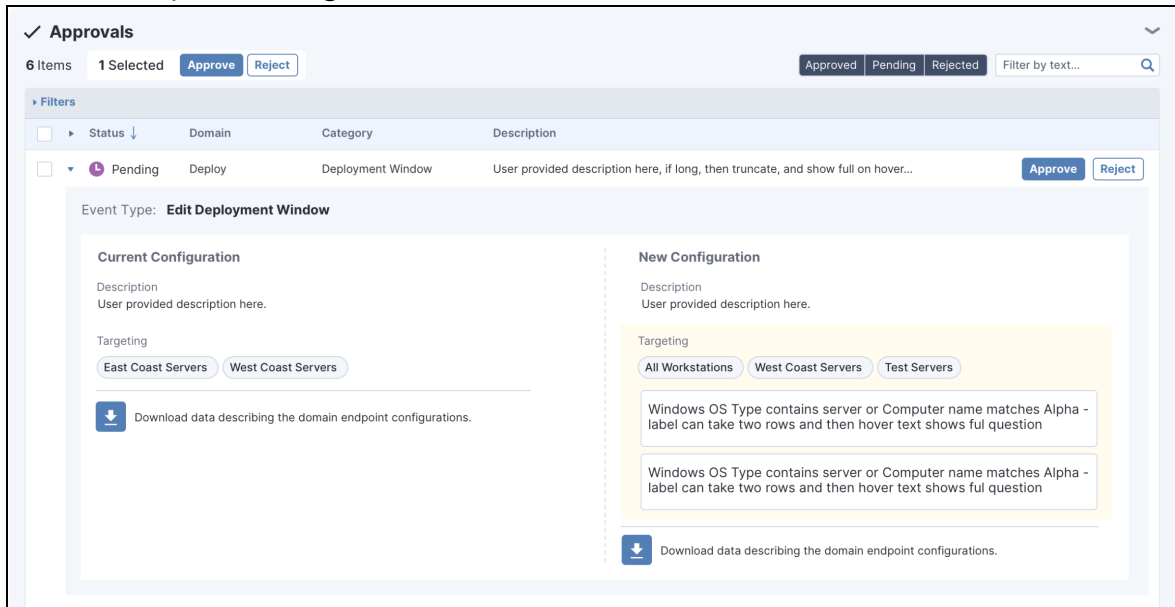 Approvals
6 Items 1 Selected Approve Reject Approved Pending Rejected Filter by text...
Filters
Status ↓ Domain Category Description
Pending Deploy Deployment Window User provided description here, if long, then truncate, and show full on hover... Approve Reject
Event Type: Edit Deployment Window
Current Configuration
Description
User provided description here.
Targeting
East Coast Servers West Coast Servers
Download data describing the domain endpoint configurations.
New Configuration
Description
User provided description here.
Targeting
All Workstations West Coast Servers Test Servers
Windows OS Type contains server or Computer name matches Alpha -
label can take two rows and then hover text shows ful question
Windows OS Type contains server or Computer name matches Alpha -
label can take two rows and then hover text shows ful question
Download data describing the domain endpoint configurations.